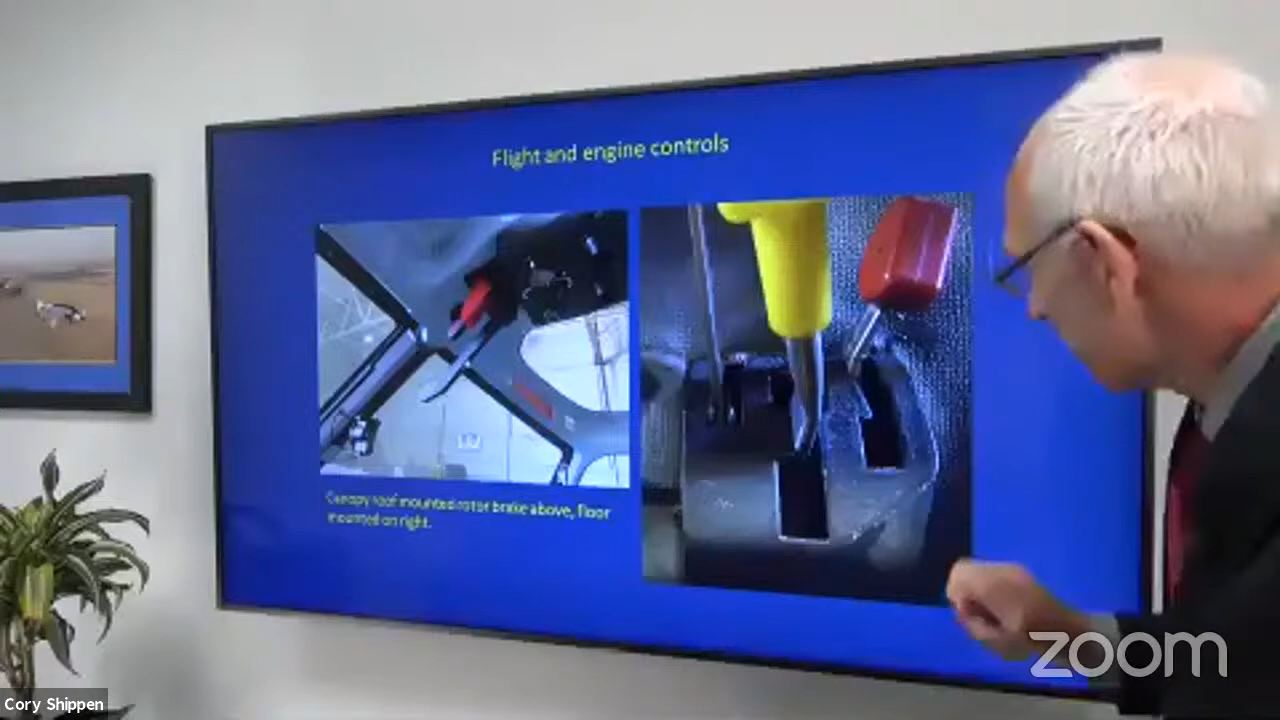 Flight and engine controls
Canopy roof mounted rotor brake above, floor
mounted on right.
zoom
Cory Shippen